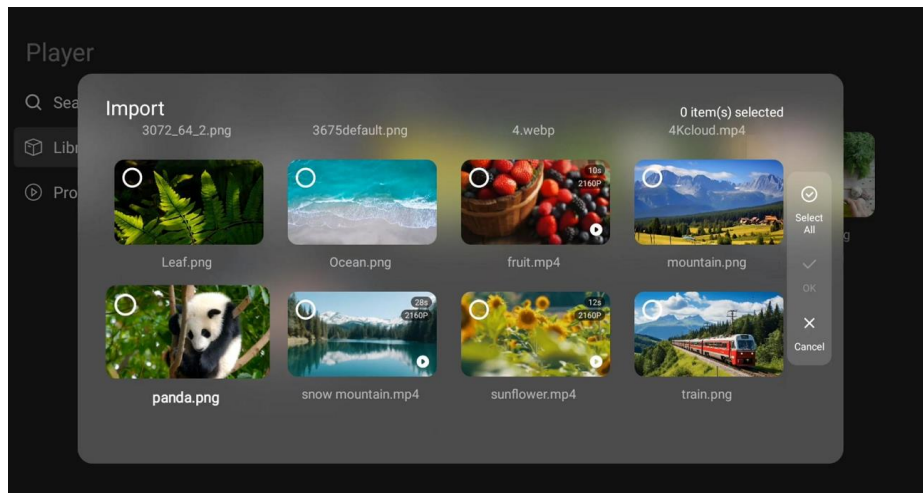 Player
Sea
Import
0 item(s) selected
3072_64_2.png
3675default.png
4.webp
4Kcloud.mp4
Libr
Pro
10s
2160P
Select
All
Leaf.png
Ocean.png
fruit.mp4
mountain.png
g
OK
28s
2160P
12s
2160P
Cancel
panda.png
snow mountain.mp4
sunflower.mp4
train.png